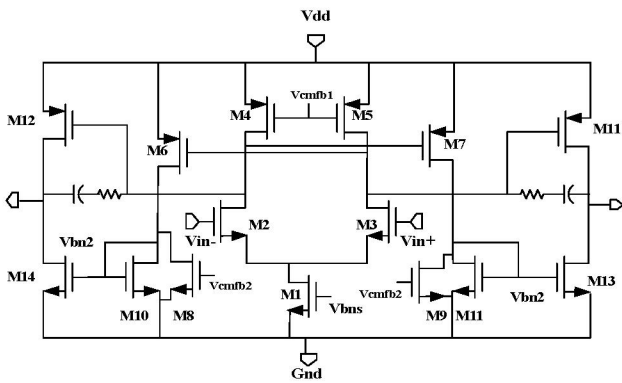 Vdd
Vcmfb1
M4
M5
M12
M11
M6
M7
M2
M3
Vin-
Vin+
Vbn2
Vcmfb2
Vcmfb2
Vbn2
M14
M10
M8
M1
Vbns
M9
M11
M13
Gnd